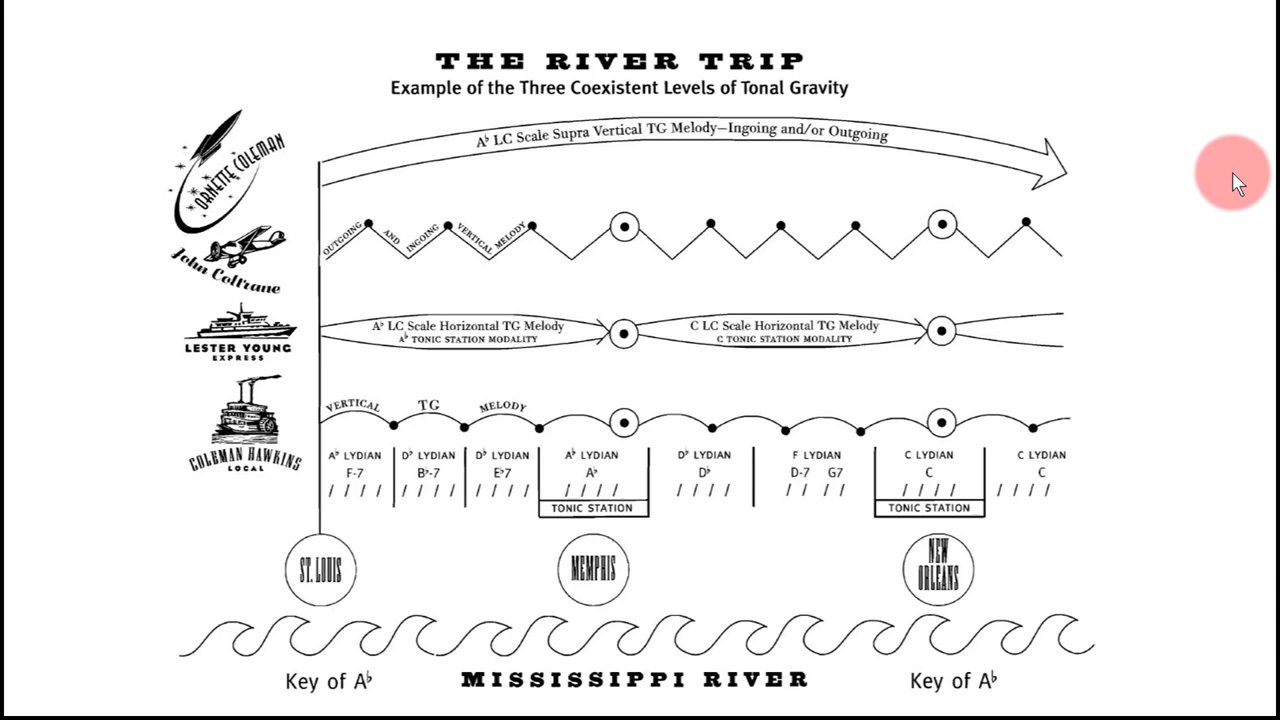 THE RIVER TRIP
Example of the Three Coexistent Levels of Tonal Gravity
A♭ LC Scale Supra Vertical TG Melody—Ingoing and/or Outgoing
ORNETTE COLEMAN
OUTGOING AND INGOING VERTICAL MELODY
John Coltrane
A♭ LC Scale Horizontal TG Melody
A♭ TONIC STATION MODALITY
C LC Scale Horizontal TG Melody
C TONIC STATION MODALITY
LESTER YOUNG
EXPRESS
VERTICAL TG MELODY
COLEMAN HAWKINS
LOCAL
A♭ LYDIAN D♭ LYDIAN D♭ LYDIAN A♭ LYDIAN D♭ LYDIAN F LYDIAN C LYDIAN C LYDIAN
F-7 B♭-7 E♭7 A♭ D♭ D-7 G7 C C
/ / / / / / / / / / / / / / / / / / / / / / / / / / / / / / / /
TONIC STATION TONIC STATION
ST. LOUIS
MEMPHIS
NEW
ORLEANS
Key of A♭
MISSISSIPPI RIVER
Key of A♭